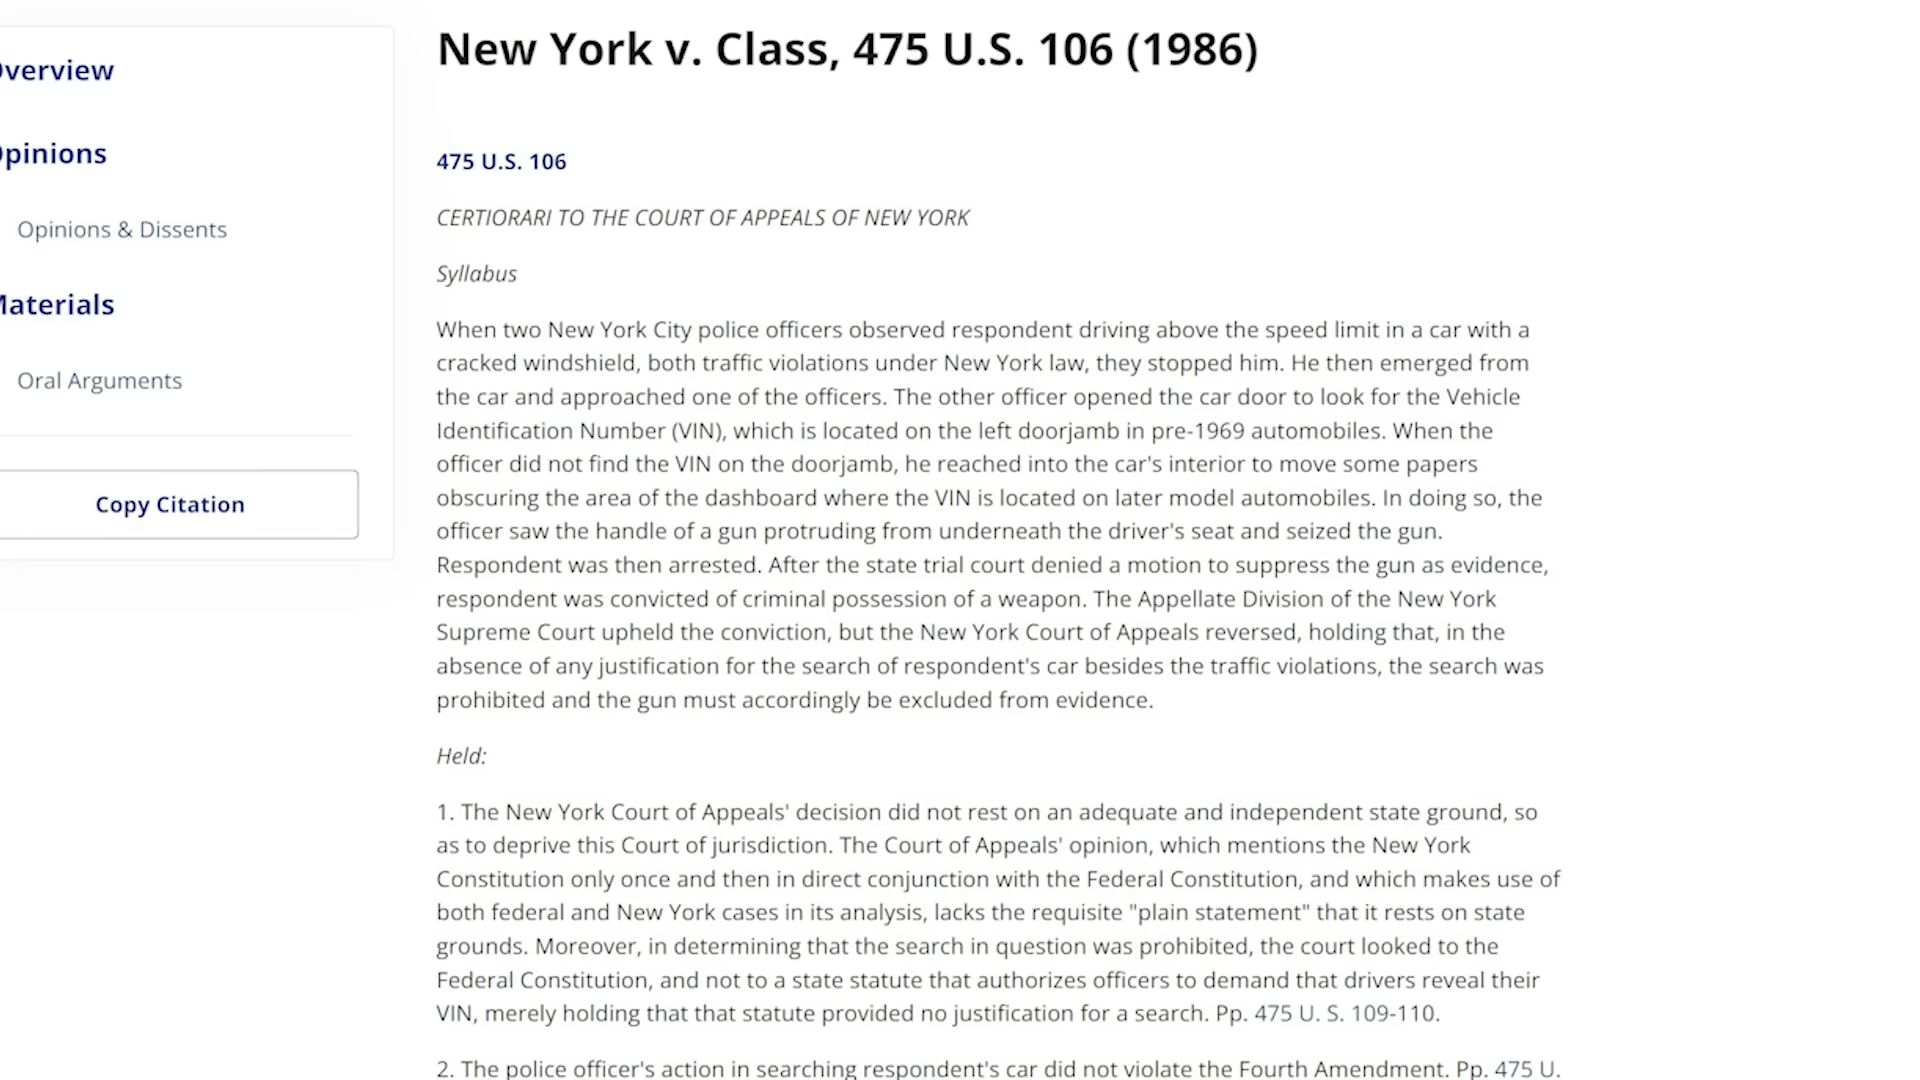 New York v. Class, 475 U.S. 106 (1986)
Overview
Opinions
Opinions & Dissents
Materials
Oral Arguments
Copy Citation
475 U.S. 106
CERTIORARI TO THE COURT OF APPEALS OF NEW YORK
Syllabus
When two New York City police officers observed respondent driving above the speed limit in a car with a
cracked windshield, both traffic violations under New York law, they stopped him. He then emerged from
the car and approached one of the officers. The other officer opened the car door to look for the Vehicle
Identification Number (VIN), which is located on the left doorjamb in pre-1969 automobiles. When the
officer did not find the VIN on the doorjamb, he reached into the car's interior to move some papers
obscuring the area of the dashboard where the VIN is located on later model automobiles. In doing so, the
officer saw the handle of a gun protruding from underneath the driver's seat and seized the gun.
Respondent was then arrested. After the state trial court denied a motion to suppress the gun as evidence,
respondent was convicted of criminal possession of a weapon. The Appellate Division of the New York
Supreme Court upheld the conviction, but the New York Court of Appeals reversed, holding that, in the
absence of any justification for the search of respondent's car besides the traffic violations, the search was
prohibited and the gun must accordingly be excluded from evidence.
Held:
1. The New York Court of Appeals' decision did not rest on an adequate and independent state ground, so
as to deprive this Court of jurisdiction. The Court of Appeals' opinion, which mentions the New York
Constitution only once and then in direct conjunction with the Federal Constitution, and which makes use of
both federal and New York cases in its analysis, lacks the requisite "plain statement" that it rests on state
grounds. Moreover, in determining that the search in question was prohibited, the court looked to the
Federal Constitution, and not to a state statute that authorizes officers to demand that drivers reveal their
VIN, merely holding that that statute provided no justification for a search. Pp. 475 U. S. 109-110.
2. The police officer's action in searching respondent's car did not violate the Fourth Amendment. Pp. 475 U.